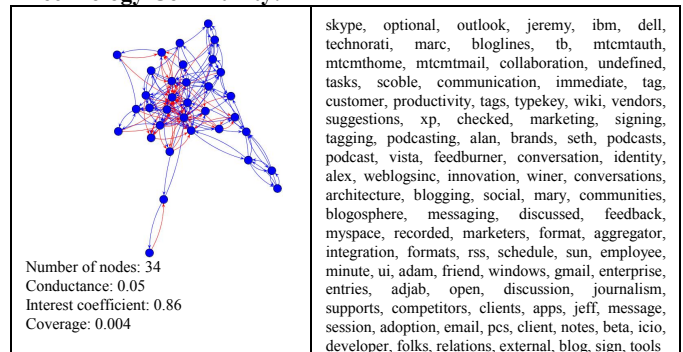 Number of nodes: 34
Conductance: 0.05
Interest coefficient: 0.86
Coverage: 0.004
skype, optional, outlook, jeremy, ibm, dell,
technorati, marc, bloglines, tb, mtcmtauth,
mtcmthome, mtcmtmail, collaboration, undefined,
tasks, scoble, communication, immediate, tag,
customer, productivity, tags, typekey, wiki, vendors,
suggestions, xp, checked, marketing, signing,
tagging, podcasting, alan, brands, seth, podcasts,
podcast, vista, feedburner, conversation, identity,
alex, weblogsinc, innovation, winer, conversations,
architecture, blogging, social, mary, communities,
blogosphere, messaging, discussed, feedback,
myspace, recorded, marketers, format, aggregator,
integration, formats, rss, schedule, sun, employee,
minute, ui, adam, friend, windows, gmail, enterprise,
entries, adjab, open, discussion, journalism,
supports, competitors, clients, apps, jeff, message,
session, adoption, email, pcs, client, notes, beta, icio,
developer, folks, relations, external, blog, sign, tools